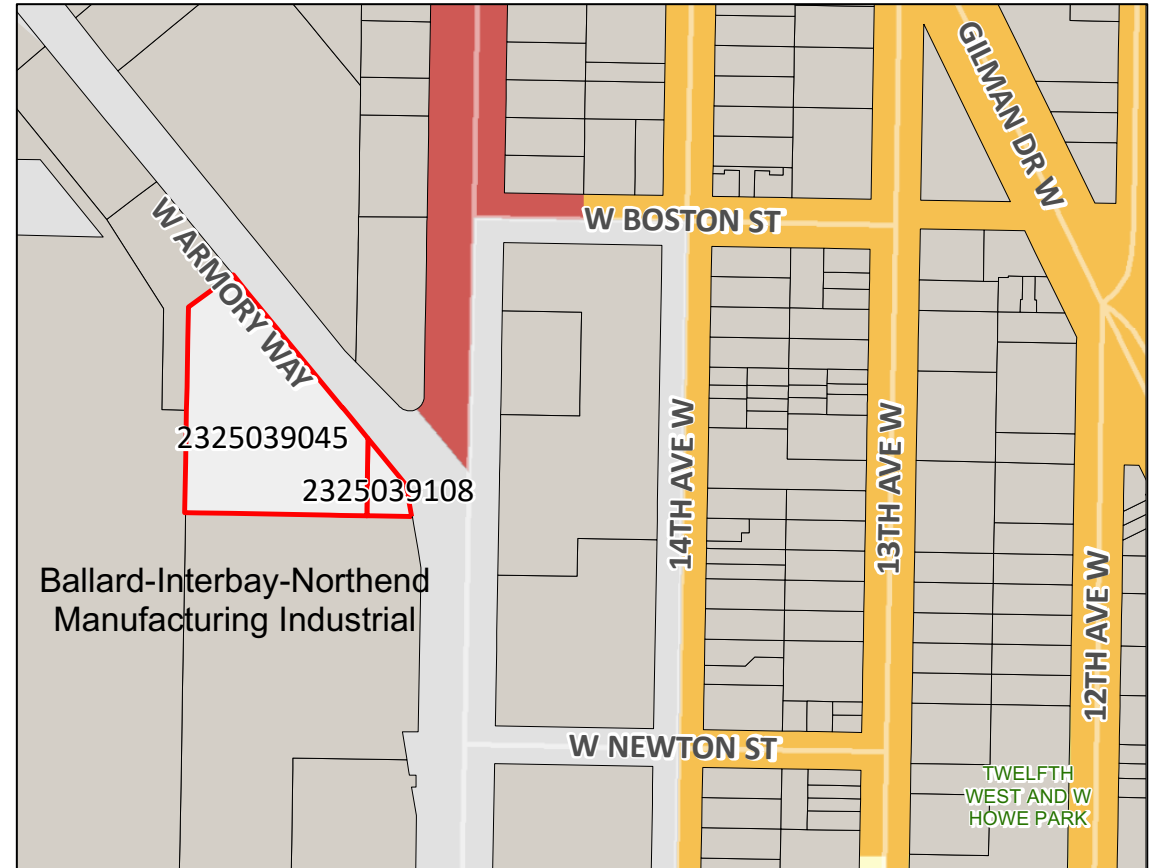 GILMAN DR W
W BOSTON ST
W ARMORY WAY
2325039045
2325039108
14TH AVE W
13TH AVE W
12TH AVE W
Ballard-Interbay-Northend
Manufacturing Industrial
W NEWTON ST
TWELFTH
WEST AND W
HOWE PARK